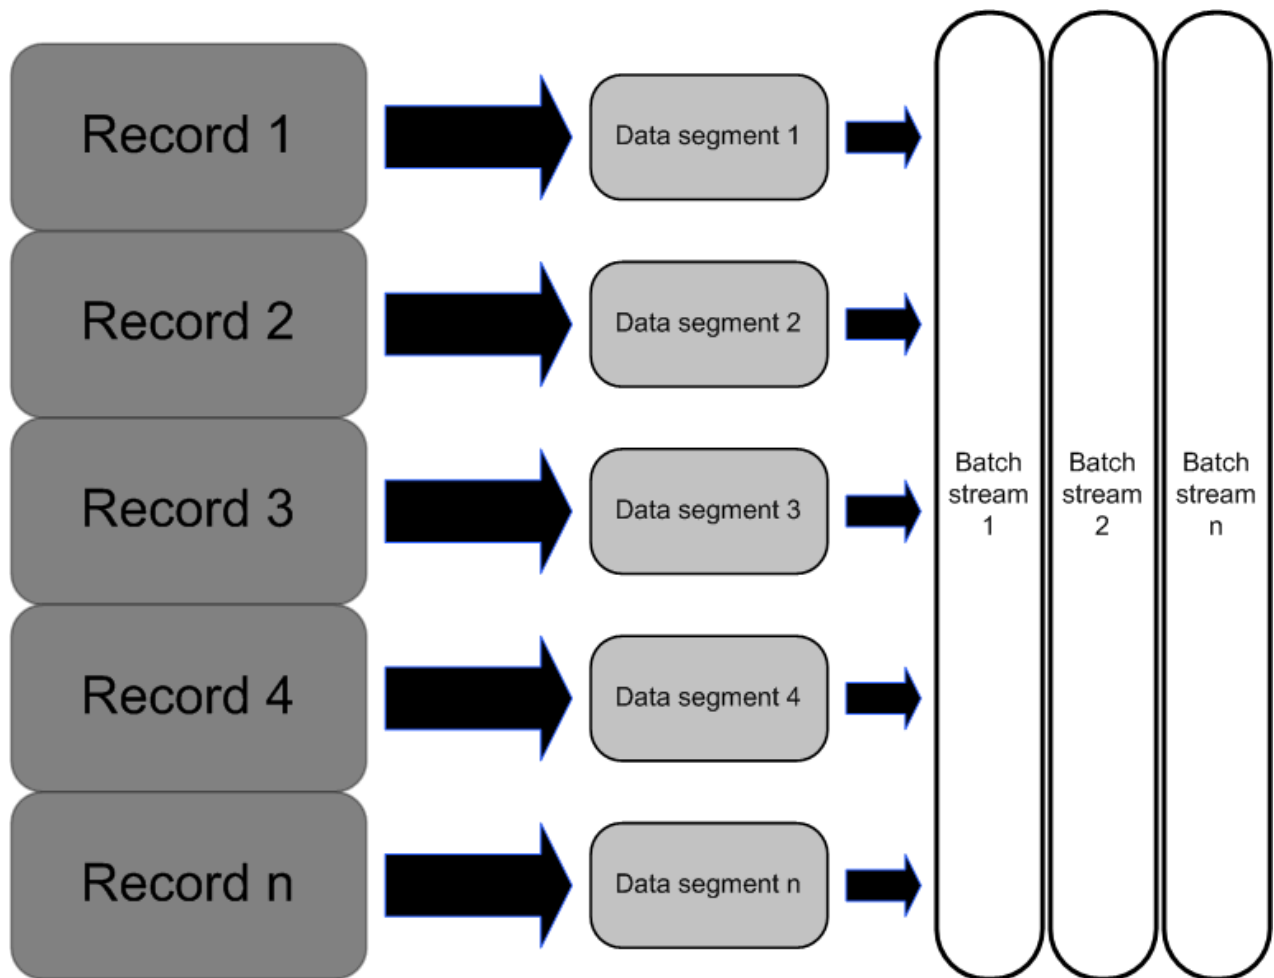 Record 1
Data segment 1
Record 2
Data segment 2
Record 3
Data segment 3
Record 4
Data segment 4
Record n
Data segment n
Batch
stream
1
Batch
stream
2
Batch
stream
n